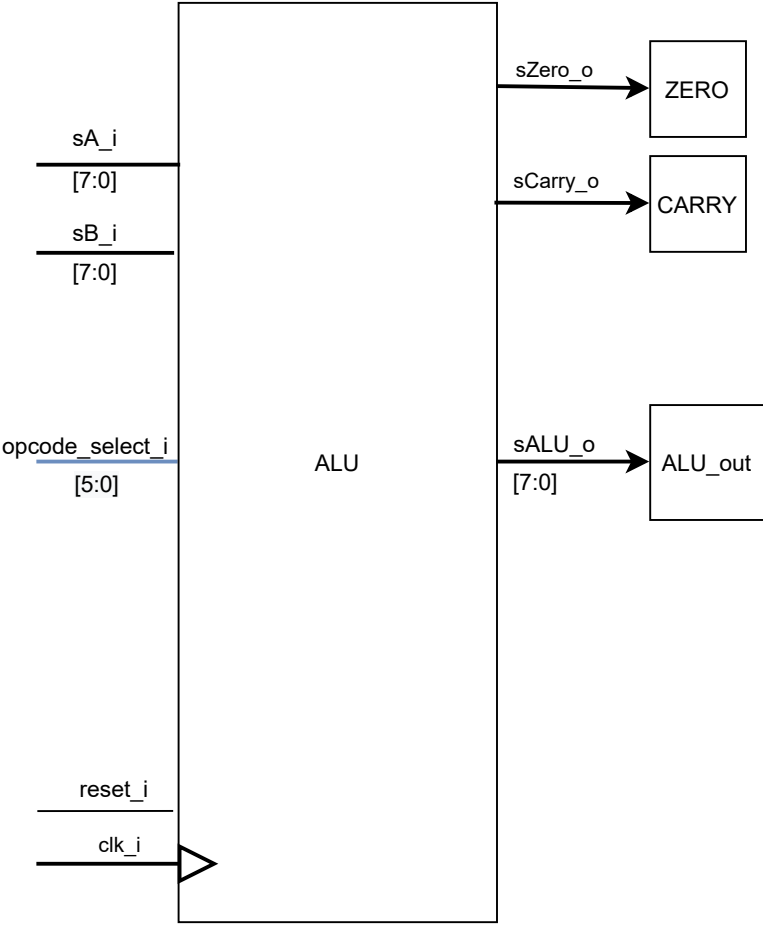 sZero_o
ZERO
sA_i
[7:0]
sCarry_o
CARRY
sB_i
[7:0]
opcode_select_i
[5:0]
ALU
sALU_o
[7:0]
ALU_out
reset_i
clk_i